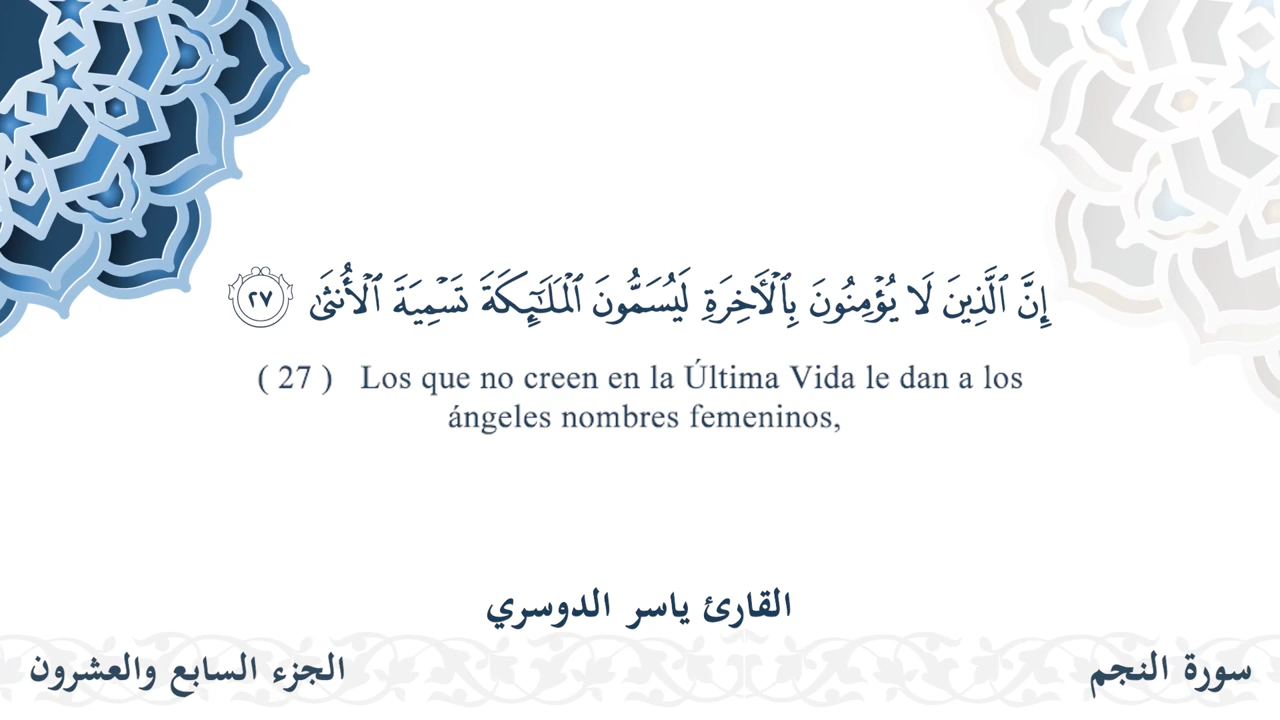 إِنَّ ٱلَّذِينَ لَا يُؤْمِنُونَ بِٱلْـَٔاخِرَةِ لَيُسَمُّونَ ٱلْمَلَـٰٓئِكَةَ تَسْمِيَةَ ٱلْأُنثَىٰ ٢٧
( 27 ) Los que no creen en la Última Vida le dan a los
ángeles nombres femeninos,
القارئ ياسر الدوسري
سورة النجم
الجزء السابع والعشرون